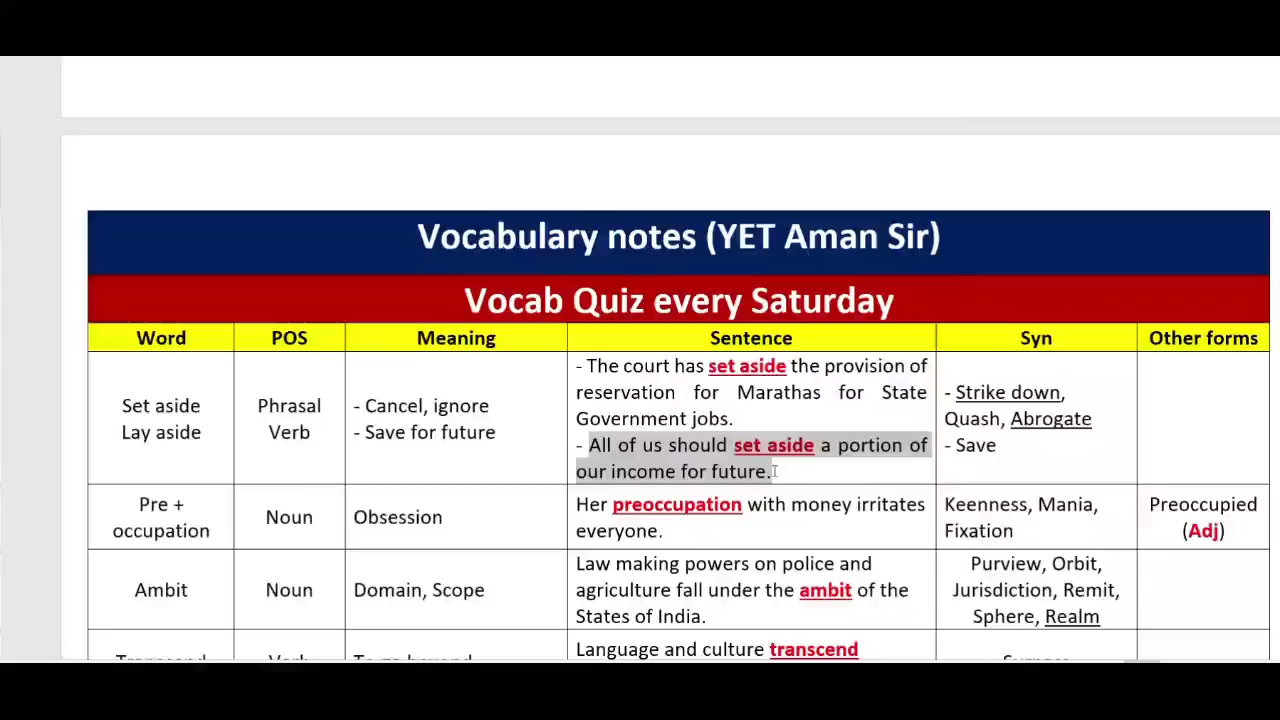 Vocabulary notes (YET Aman Sir)
Vocab Quiz every Saturday
Word POS Meaning Sentence Syn Other forms
Set aside
Lay aside
Phrasal
Verb
- Cancel, ignore
- Save for future
- The court has set aside the provision of
reservation for Marathas for State
Government jobs.
- All of us should set aside a portion of
our income for future.
- Strike down,
Quash, Abrogate
- Save
Pre +
occupation
Noun
Obsession
Her preoccupation with money irritates
everyone.
Keenness, Mania,
Fixation
Preoccupied
(Adj)
Ambit
Noun
Domain, Scope
Law making powers on police and
agriculture fall under the ambit of the
States of India.
Purview, Orbit,
Jurisdiction, Remit,
Sphere, Realm
Language and culture transcend